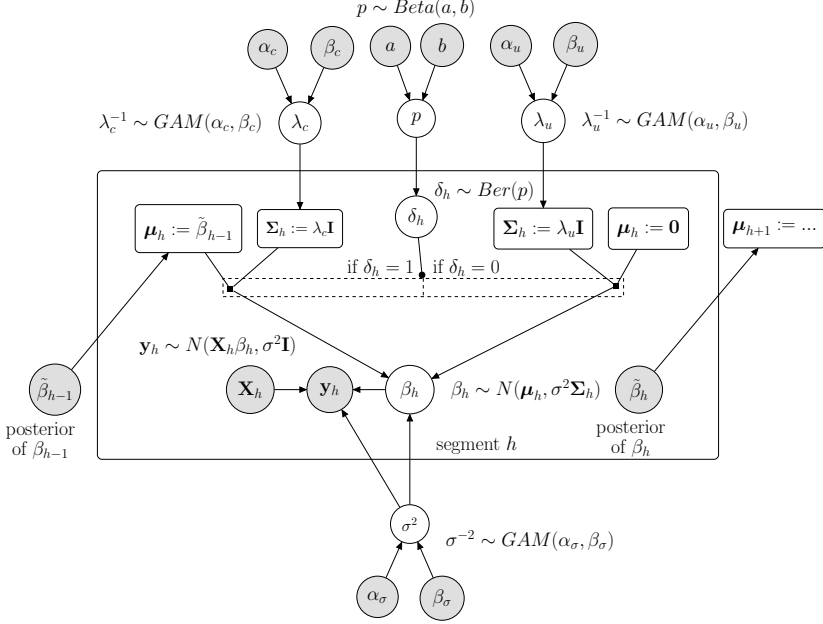 p ∼ Beta(a, b)
α_c β_c a b α_u β_u
λ_c^{-1} ∼ GAM(α_c, β_c) λ_c p λ_u λ_u^{-1} ∼ GAM(α_u, β_u)
δ_h ∼ Ber(p)
μ_h := β̃_{h−1} Σ_h := λ_c I δ_h Σ_h := λ_u I μ_h := 0 μ_{h+1} := ...
if δ_h = 1 if δ_h = 0
y_h ∼ N(X_h β_h, σ² I)
β̃_{h−1} X_h y_h β_h β_h ∼ N(μ_h, σ² Σ_h) β̃_h
posterior
of β_{h−1}
posterior
of β_h
segment h
σ² σ^{−2} ∼ GAM(α_σ, β_σ)
α_σ β_σ